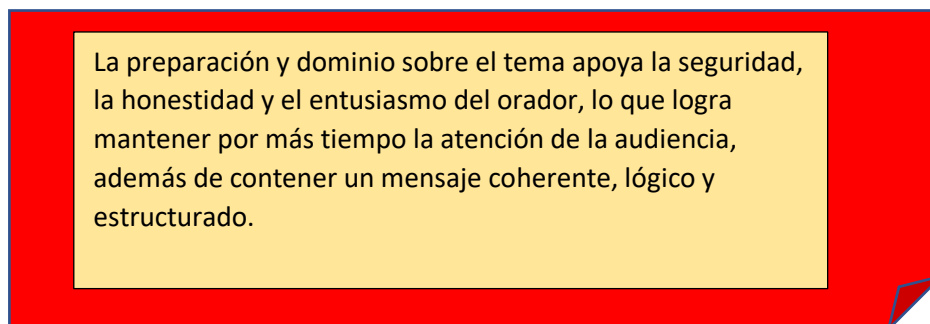 La preparación y dominio sobre el tema apoya la seguridad,
la honestidad y el entusiasmo del orador, lo que logra
mantener por más tiempo la atención de la audiencia,
además de contener un mensaje coherente, lógico y
estructurado.